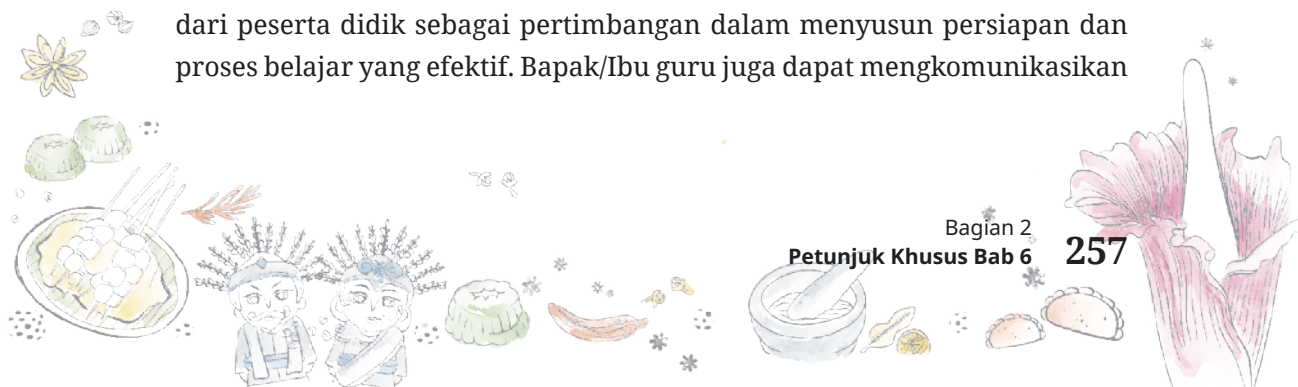 dari peserta didik sebagai pertimbangan dalam menyusun persiapan dan
proses belajar yang efektif. Bapak/Ibu guru juga dapat mengkomunikasikan
Bagian 2
Petunjuk Khusus Bab 6 257